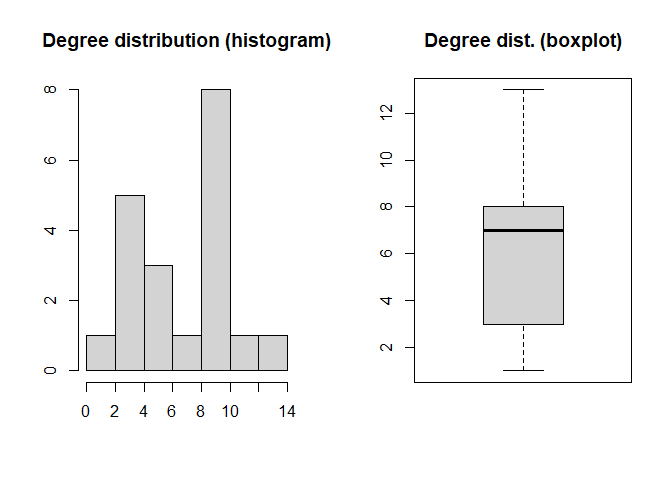 Degree distribution (histogram)
0 2 4 6 8
0 2 4 6 8 10 14
Degree dist. (boxplot)
2 4 6 8 10 12